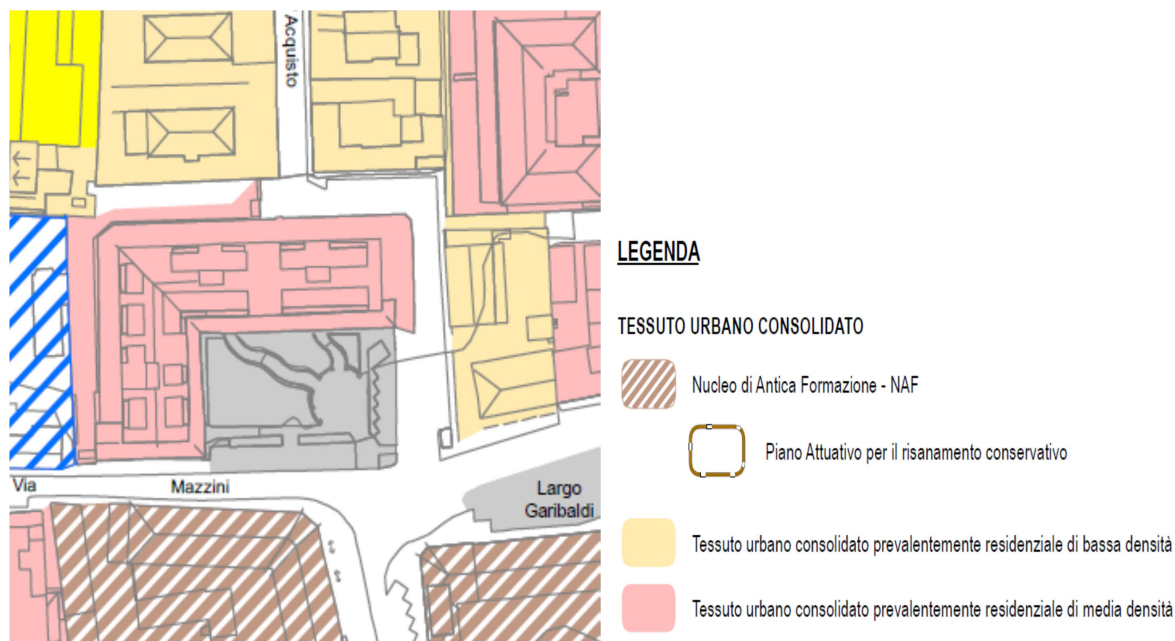 Acquisto
Via Mazzini
Largo
Garibaldi
LEGENDA
TESSUTO URBANO CONSOLIDATO
Nucleo di Antica Formazione - NAF
Piano Attuativo per il risanamento conservativo
Tessuto urbano consolidato prevalentemente residenziale di bassa densità
Tessuto urbano consolidato prevalentemente residenziale di media densità